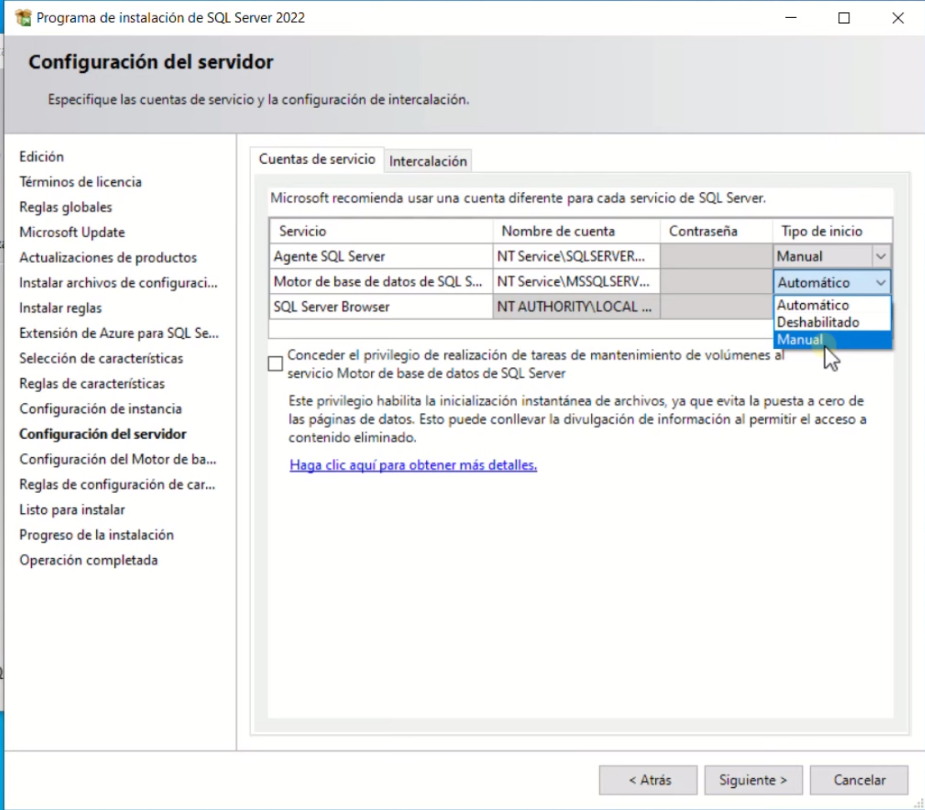 Programa de instalación de SQL Server 2022
Configuración del servidor
Especifique las cuentas de servicio y la configuración de intercalación.
Edición
Términos de licencia
Reglas globales
Microsoft Update
Actualizaciones de productos
Instalar archivos de configuraci...
Instalar reglas
Extensión de Azure para SQL Se...
Selección de características
Reglas de características
Configuración de instancia
Configuración del servidor
Configuración del Motor de ba...
Reglas de configuración de car...
Listo para instalar
Progreso de la instalación
Operación completada
Cuentas de servicio Intercalación
Microsoft recomienda usar una cuenta diferente para cada servicio de SQL Server.
Servicio Nombre de cuenta Contraseña Tipo de inicio
Agente SQL Server NT Service\SQLSERVER... Manual
Motor de base de datos de SQL S... NT Service\MSSQLSERV... Automático
SQL Server Browser NT AUTHORITY\LOCAL ...
Automático
Deshabilitado
Manual
Conceder el privilegio de realización de tareas de mantenimiento de volúmenes al
servicio Motor de base de datos de SQL Server
Este privilegio habilita la inicialización instantánea de archivos, ya que evita la puesta a cero de
las páginas de datos. Esto puede conllevar la divulgación de información al permitir el acceso a
contenido eliminado.
Haga clic aquí para obtener más detalles.
< Atrás Siguiente > Cancelar